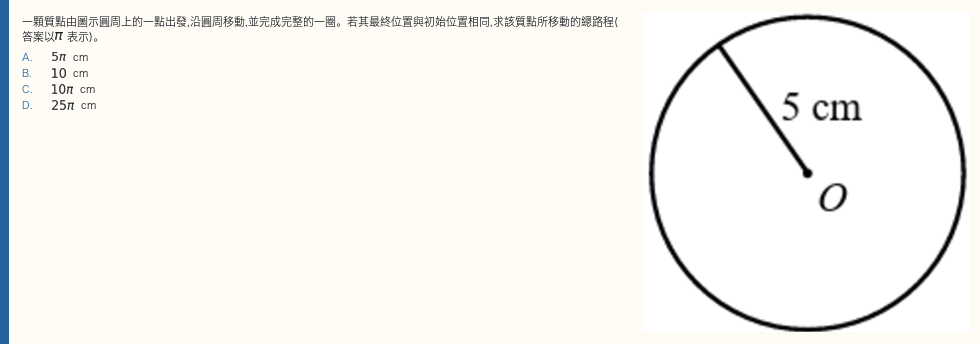 一顆質點由圖示圓周上的一點出發,沿圓周移動,並完成完整的一圈。若其最終位置與初始位置相同,求該質點所移動的總路程(
答案以π 表示)。
A. 5π cm
B. 10 cm
C. 10π cm
D. 25π cm
5 cm
O